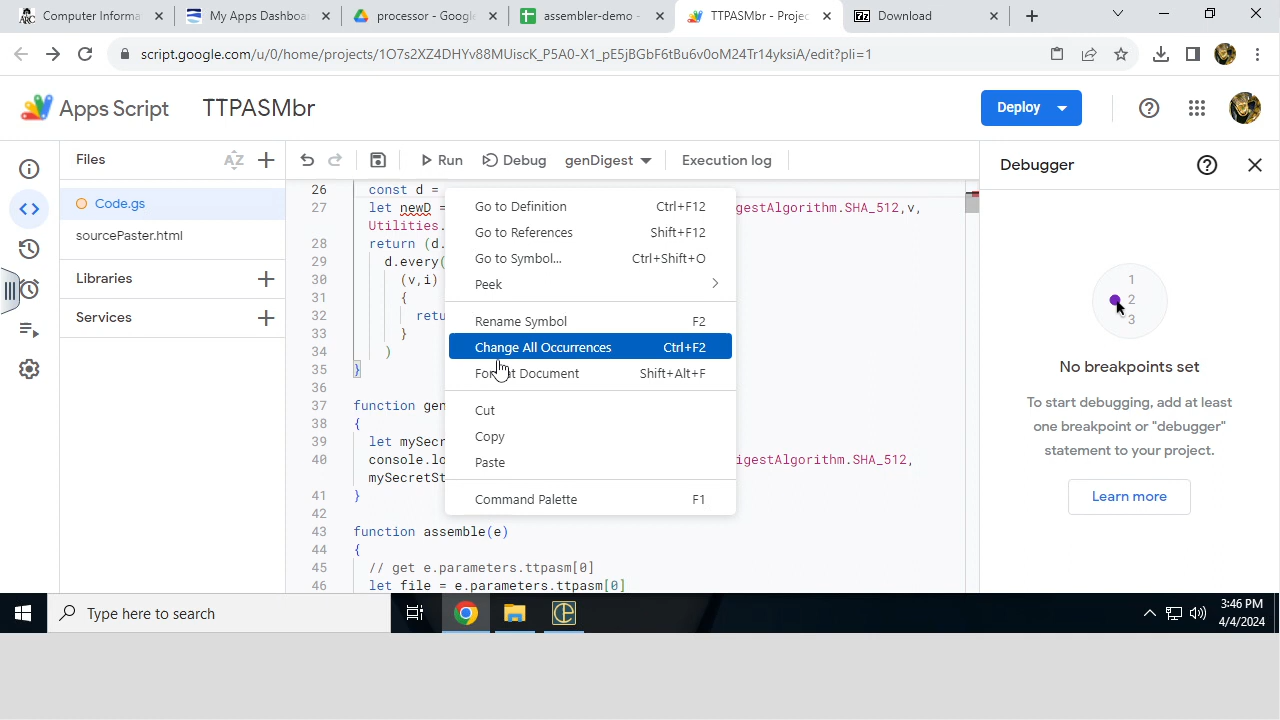 Computer Informa
My Apps Dashboa
processor - Google
assembler-demo -
TTPASMbr - Projec
Download
script.google.com/u/0/home/projects/1O7s2XZ4DHYv88MUiscK_P5A0-X1_pE5jBGbF6tBu6v0oM24Tr14yksiA/edit?pli=1
Apps Script TTPASMbr
Deploy
Files
Run Debug genDigest Execution log
Debugger
Code.gs
sourcePaster.html
Libraries
Services
26 const d =
27 let newD = gestAlgorithm.SHA_512,v,
Utilities.
28 return (d.
29 d.every(
30 (v,i)
31 {
32 retu
33 }
34 )
35 }
36
37 function gen
38 {
39 let mySecr
40 console.lo igestAlgorithm.SHA_512,
mySecretSt
41 }
42
43 function assemble(e)
44 {
45 // get e.parameters.ttpasm[0]
46 let file = e.parameters.ttpasm[0]
Go to Definition Ctrl+F12
Go to References Shift+F12
Go to Symbol... Ctrl+Shift+O
Peek
Rename Symbol F2
Change All Occurrences Ctrl+F2
Format Document Shift+Alt+F
Cut
Copy
Paste
Command Palette F1
1
2
3
No breakpoints set
To start debugging, add at least
one breakpoint or "debugger"
statement to your project.
Learn more
Type here to search
3:46 PM
4/4/2024